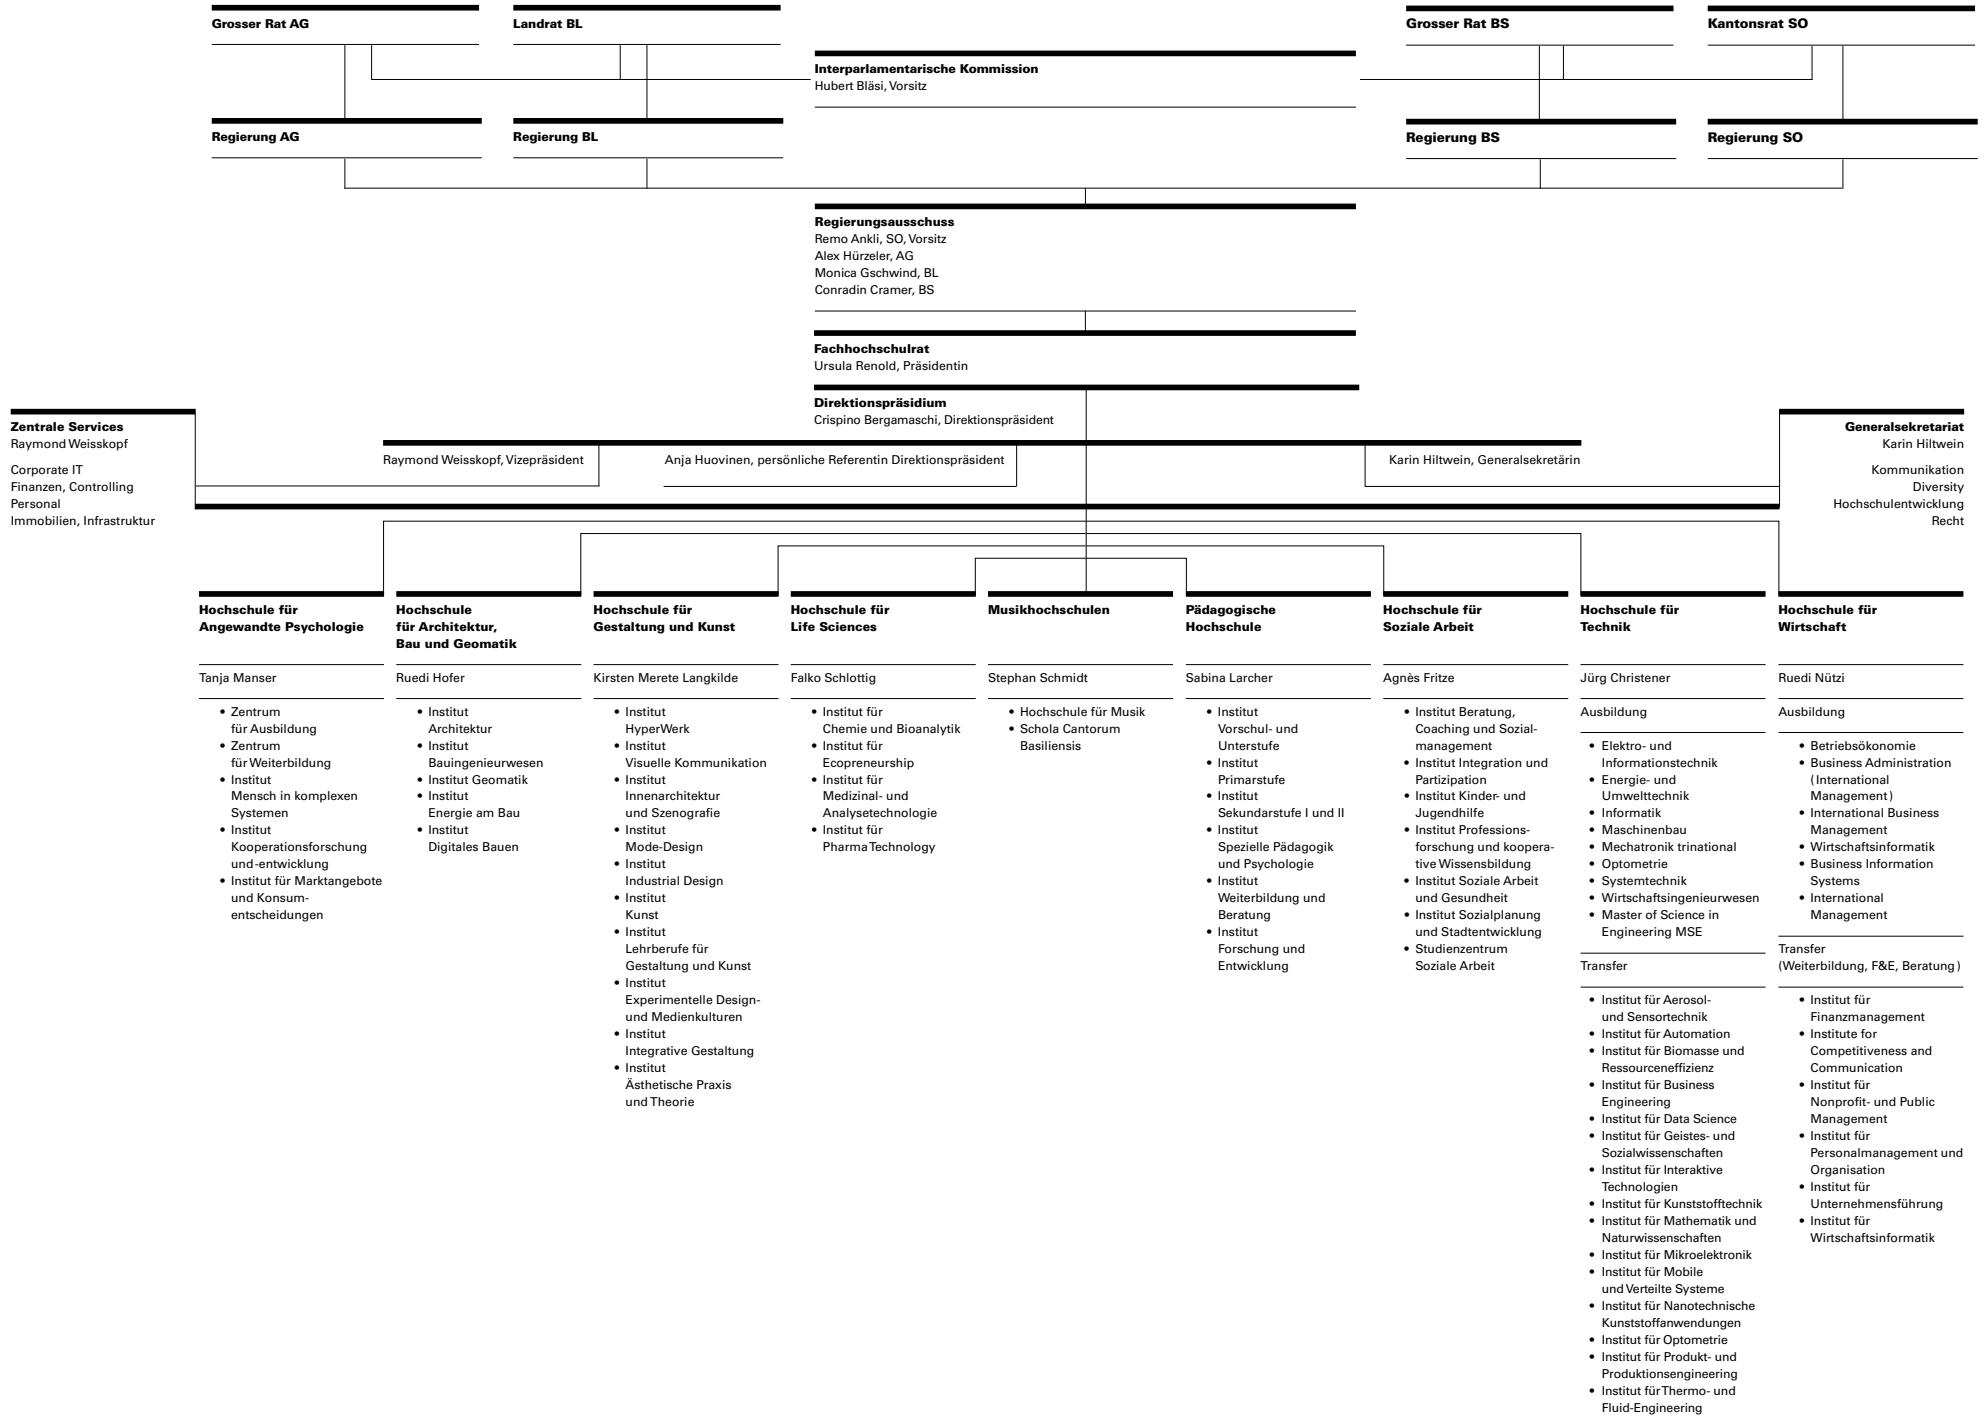 Grosser Rat AG
Landrat BL
Grosser Rat BS
Kantonsrat SO
Interparlamentarische Kommission
Hubert Bläsi, Vorsitz
Regierung AG
Regierung BL
Regierung BS
Regierung SO
Regierungsausschuss
Remo Ankli, SO, Vorsitz
Alex Hürzeler, AG
Monica Gschwind, BL
Conradin Cramer, BS
Fachhochschulrat
Ursula Renold, Präsidentin
Direktionspräsidium
Crispino Bergamaschi, Direktionspräsident
Zentrale Services
Raymond Weisskopf
Corporate IT
Finanzen, Controlling
Personal
Immobilien, Infrastruktur
Raymond Weisskopf, Vizepräsident
Anja Huovinen, persönliche Referentin Direktionspräsident
Karin Hiltwein, Generalsekretärin
Generalsekretariat
Karin Hiltwein
Kommunikation
Diversity
Hochschulentwicklung
Recht
Hochschule für
Angewandte Psychologie
Tanja Manser
• Zentrum
für Ausbildung
• Zentrum
für Weiterbildung
• Institut
Mensch in komplexen
Systemen
• Institut
Kooperationsforschung
und -entwicklung
• Institut für Marktangebote
und Konsum-
entscheidungen
Hochschule
für Architektur,
Bau und Geomatik
Ruedi Hofer
• Institut
Architektur
• Institut
Bauingenieurwesen
• Institut Geomatik
• Institut
Energie am Bau
• Institut
Digitales Bauen
Hochschule für
Gestaltung und Kunst
Kirsten Merete Langkilde
• Institut
HyperWerk
• Institut
Visuelle Kommunikation
• Institut
Innenarchitektur
und Szenografie
• Institut
Mode-Design
• Institut
Industrial Design
• Institut
Kunst
• Institut
Lehrberufe für
Gestaltung und Kunst
• Institut
Experimentelle Design-
und Medienkulturen
• Institut
Integrative Gestaltung
• Institut
Ästhetische Praxis
und Theorie
Hochschule für
Life Sciences
Falko Schlottig
• Institut für
Chemie und Bioanalytik
• Institut für
Ecopreneurship
• Institut für
Medizinal- und
Analysetechnologie
• Institut für
Pharma Technology
Musikhochschulen
Stephan Schmidt
• Hochschule für Musik
• Schola Cantorum
Basiliensis
Pädagogische
Hochschule
Sabina Larcher
• Institut
Vorschul- und
Unterstufe
• Institut
Primarstufe
• Institut
Sekundarstufe I und II
• Institut
Spezielle Pädagogik
und Psychologie
• Institut
Weiterbildung und
Beratung
• Institut
Forschung und
Entwicklung
Hochschule für
Soziale Arbeit
Agnès Fritze
• Institut Beratung,
Coaching und Sozial-
management
• Institut Integration und
Partizipation
• Institut Kinder- und
Jugendhilfe
• Institut Professions-
forschung und koopera-
tive Wissensbildung
• Institut Soziale Arbeit
und Gesundheit
• Institut Sozialplanung
und Stadtentwicklung
• Studienzentrum
Soziale Arbeit
Hochschule für
Technik
Jürg Christener
Ausbildung
• Elektro- und
Informationstechnik
• Energie- und
Umwelttechnik
• Informatik
• Maschinenbau
• Mechatronik trinational
• Optometrie
• Systemtechnik
• Wirtschaftsingenieurwesen
• Master of Science in
Engineering MSE
Transfer
• Institut für Aerosol-
und Sensortechnik
• Institut für Automation
• Institut für Biomasse und
Ressourceneffizienz
• Institut für Business
Engineering
• Institut für Data Science
• Institut für Geistes- und
Sozialwissenschaften
• Institut für Interaktive
Technologien
• Institut für Kunststofftechnik
• Institut für Mathematik und
Naturwissenschaften
• Institut für Mikroelektronik
• Institut für Mobile
und Verteilte Systeme
• Institut für Nanotechnische
Kunststoffanwendungen
• Institut für Optometrie
• Institut für Produkt- und
Produktionsengineering
• Institut für Thermo- und
Fluid-Engineering
Hochschule für
Wirtschaft
Ruedi Nützi
Ausbildung
• Betriebsökonomie
• Business Administration
(International
Management)
• International Business
Management
• Wirtschaftsinformatik
• Business Information
Systems
• International
Management
Transfer
(Weiterbildung, F&E, Beratung)
• Institut für
Finanzmanagement
• Institute for
Competitiveness and
Communication
• Institut für
Nonprofit- und Public
Management
• Institut für
Personalmanagement und
Organisation
• Institut für
Unternehmensführung
• Institut für
Wirtschaftsinformatik